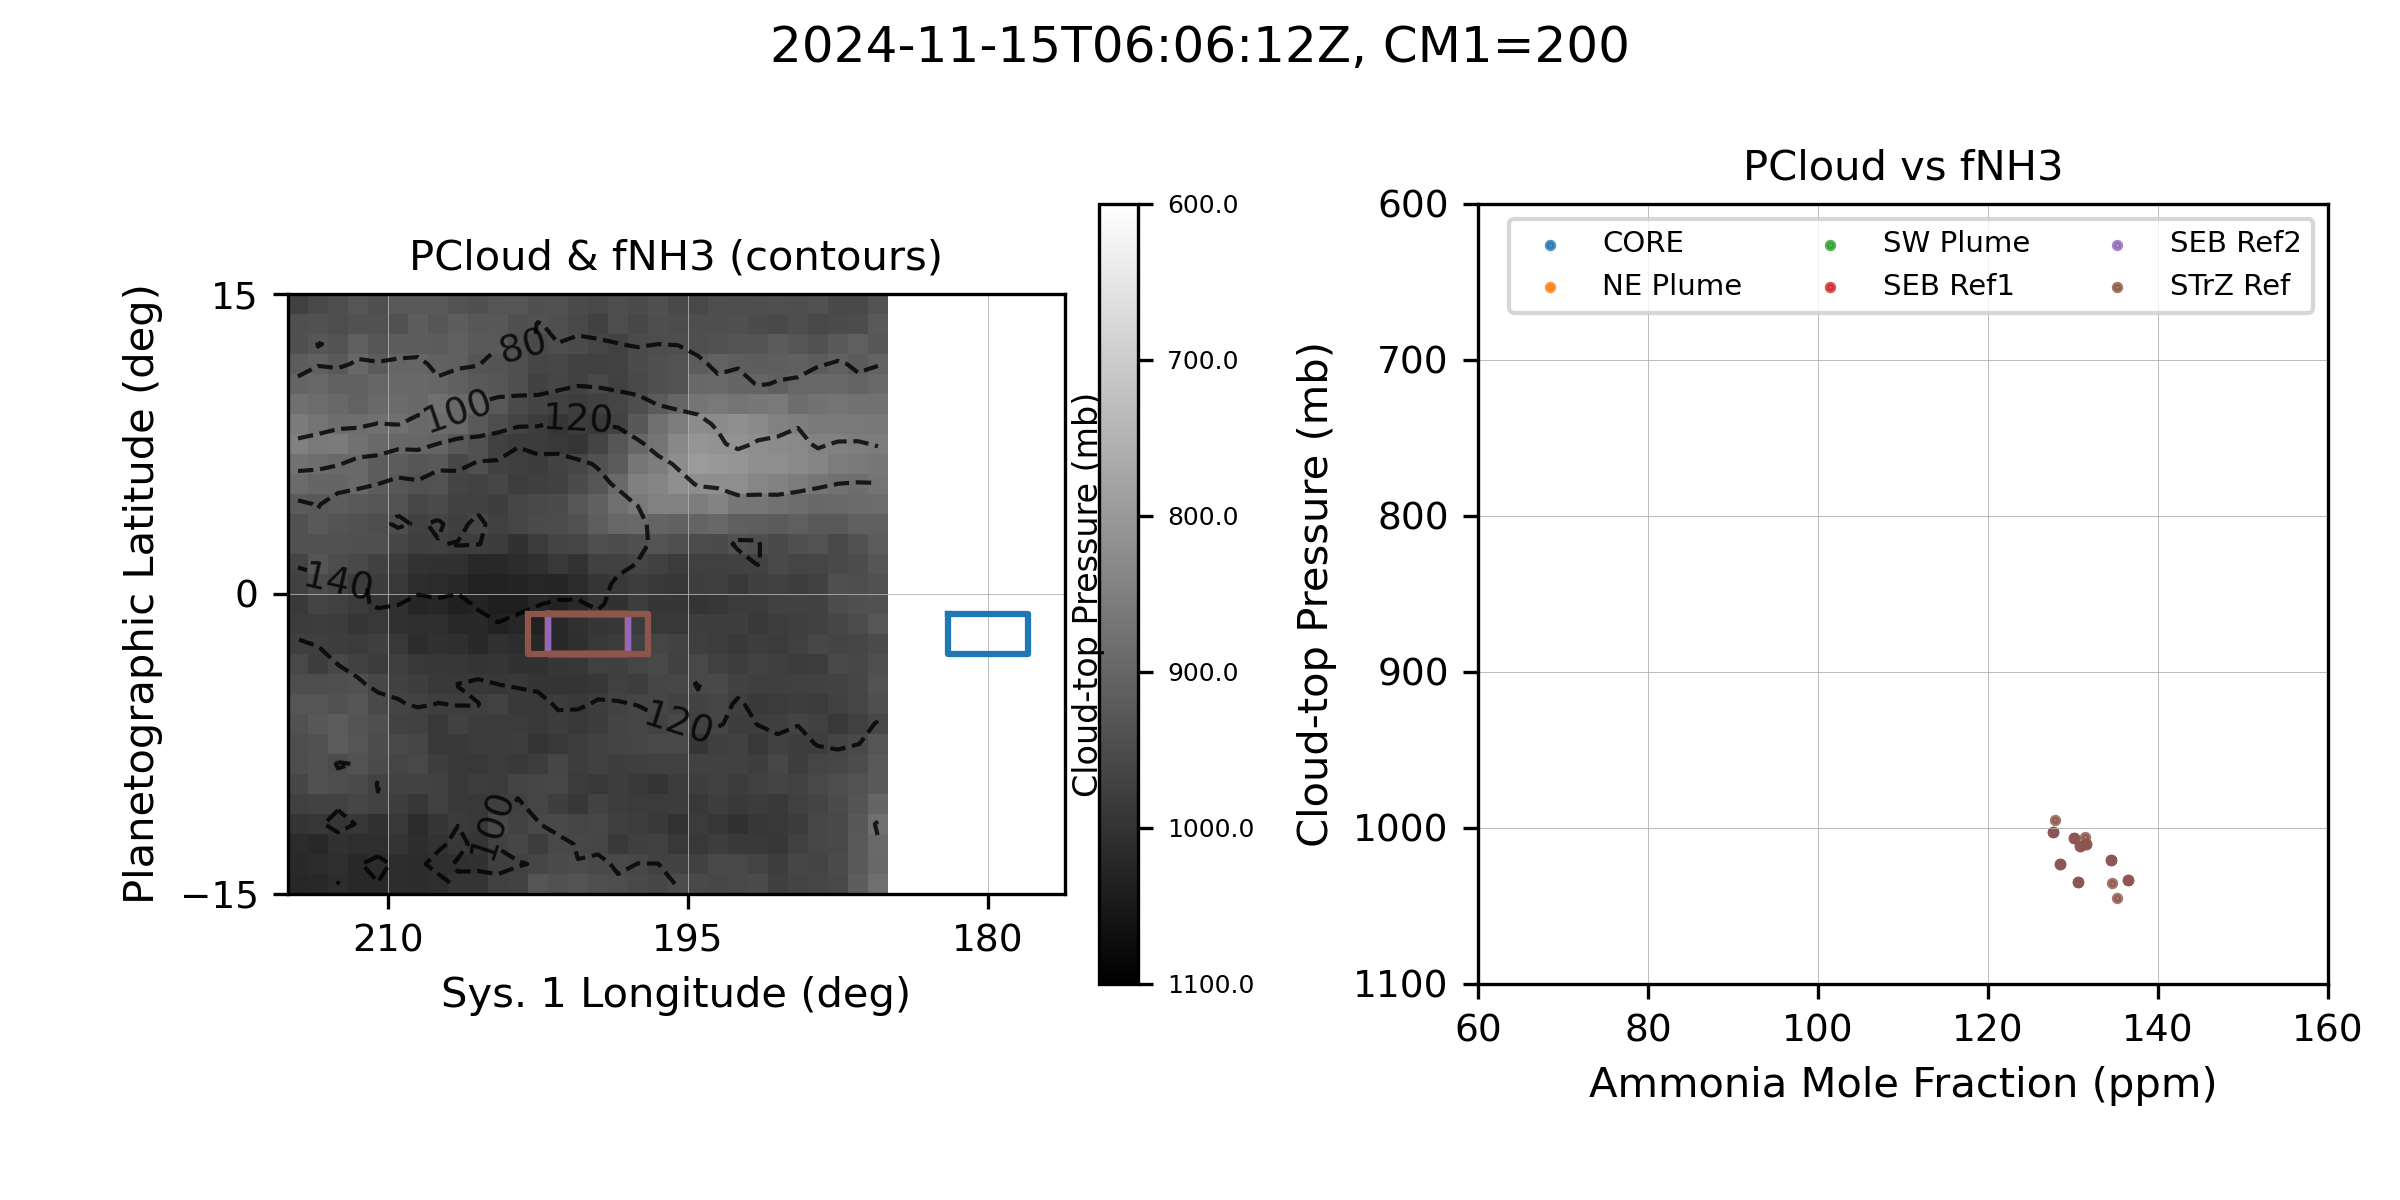 2024-11-15T06:06:12Z, CM1=200
PCloud & fNH3 (contours)
Planetographic Latitude (deg)
15
0
−15
80
100
120
140
120
100
210
195
180
Sys. 1 Longitude (deg)
Cloud-top Pressure (mb)
600.0
700.0
800.0
900.0
1000.0
1100.0
PCloud vs fNH3
Cloud-top Pressure (mb)
600
700
800
900
1000
1100
CORE
NE Plume
SW Plume
SEB Ref1
SEB Ref2
STrZ Ref
60
80
100
120
140
160
Ammonia Mole Fraction (ppm)